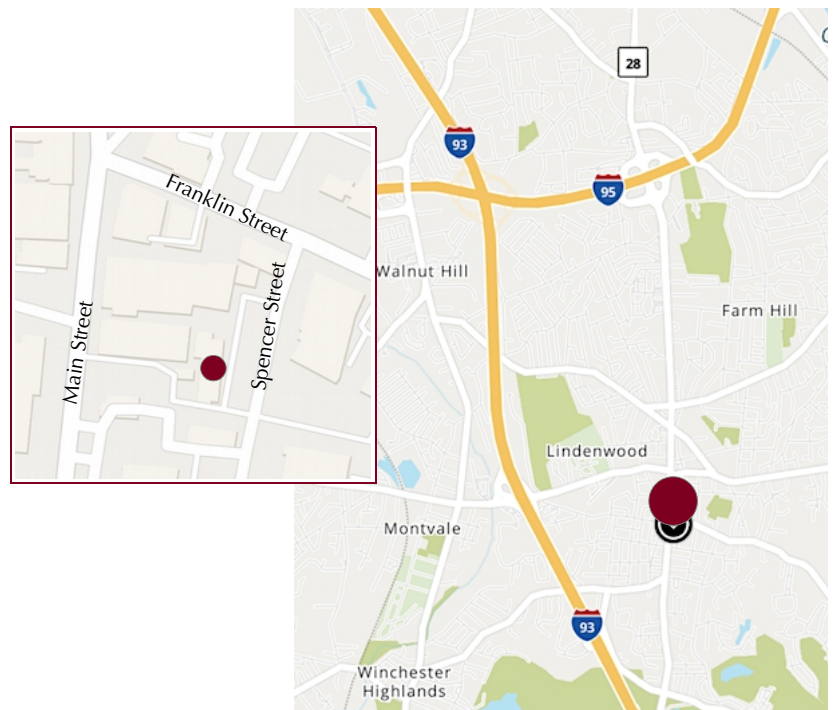 28
93
95
Franklin Street
Walnut Hill
Spencer Street
Farm Hill
Main Street
Lindenwood
Montvale
93
Winchester
Highlands